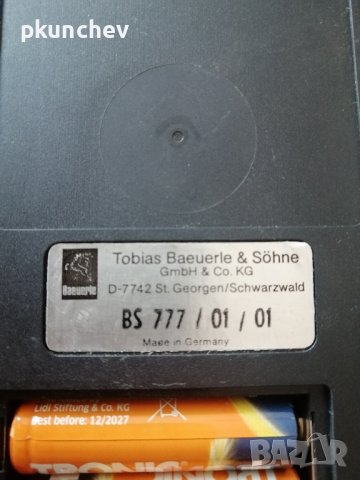 pkunchev
Tobias Baeuerle & Söhne
GmbH & Co. KG
Baeuerle
D-7742 St. Georgen/Schwarzwald
BS 777 / 01 / 01
Made in Germany
Lidl Stiftung & Co. KG
Best before: 12/2027
BAZAR